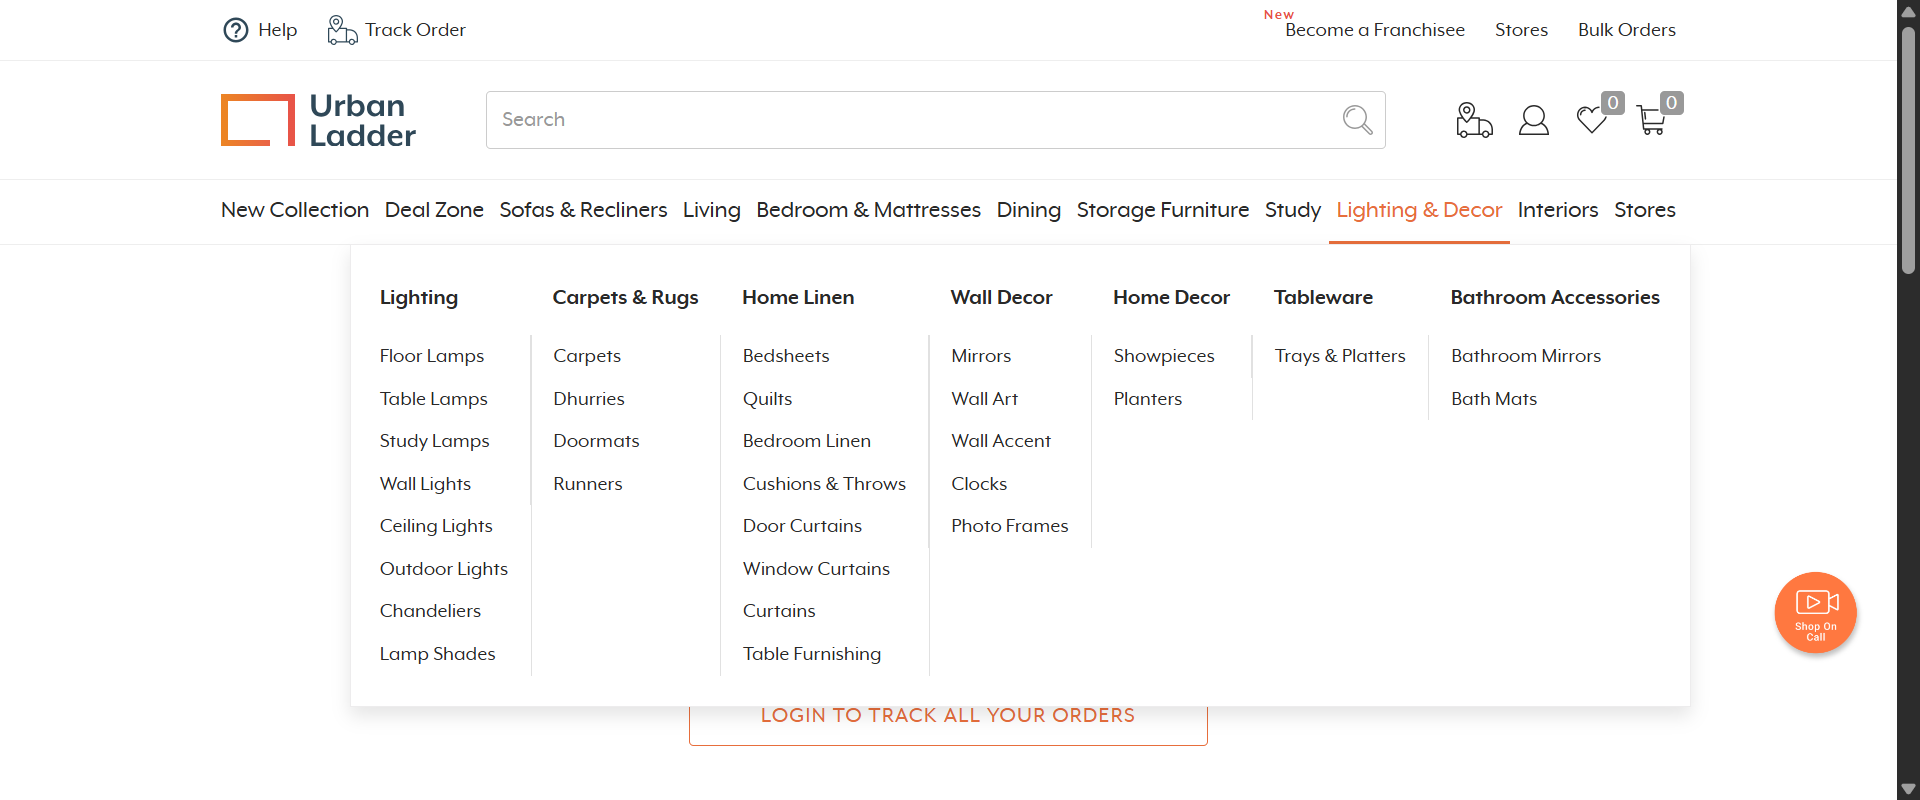 Help
Track Order
New
Become a Franchisee
Stores
Bulk Orders
Urban
Ladder
Search
0
0
New Collection
Deal Zone
Sofas & Recliners
Living
Bedroom & Mattresses
Dining
Storage Furniture
Study
Lighting & Decor
Interiors
Stores
Lighting
Floor Lamps
Table Lamps
Study Lamps
Wall Lights
Ceiling Lights
Outdoor Lights
Chandeliers
Lamp Shades
Carpets & Rugs
Carpets
Dhurries
Doormats
Runners
Home Linen
Bedsheets
Quilts
Bedroom Linen
Cushions & Throws
Door Curtains
Window Curtains
Curtains
Table Furnishing
Wall Decor
Mirrors
Wall Art
Wall Accent
Clocks
Photo Frames
Home Decor
Showpieces
Planters
Tableware
Trays & Platters
Bathroom Accessories
Bathroom Mirrors
Bath Mats
Shop On
Call
LOGIN TO TRACK ALL YOUR ORDERS